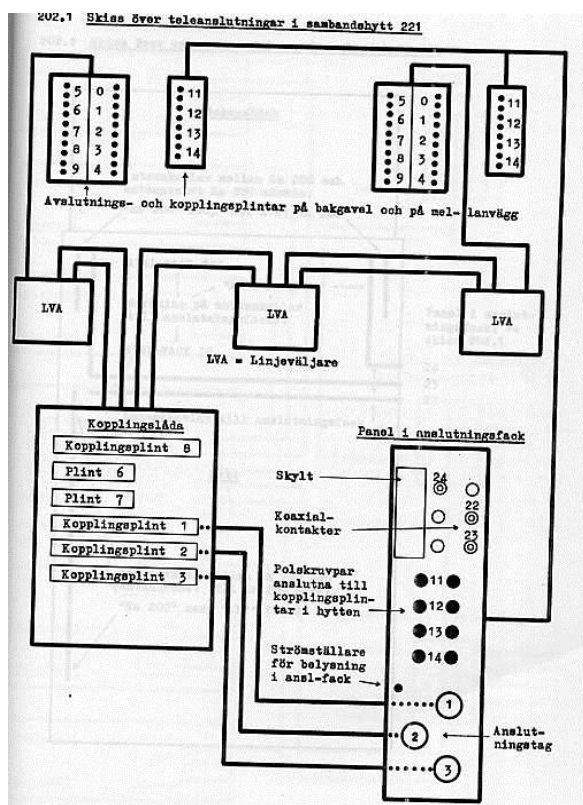 202.1 Skiss över teleanslutningar i sambandshytt 221
5 0
6 1
7 2
8 3
9 4
11
12
13
14
5 0
6 1
7 2
8 3
9 4
11
12
13
14
Avslutnings- och kopplingsplintar på bakgavel och på mel-lanvägg
LVA
LVA
LVA
LVA = Linjeväljare
Kopplingslåda
Kopplingsplint 8
Plint 6
Plint 7
Kopplingsplint 1
Kopplingsplint 2
Kopplingsplint 3
Panel i anslutningsfack
Skylt
24
Koaxial-
kontakter
22
23
Polskruvpar
anslutna till
kopplingsplin-
tar i hytten
11
12
13
14
Strömställare
för belysning
i ansl-fack
1
2
3
Anslut-
ningstag